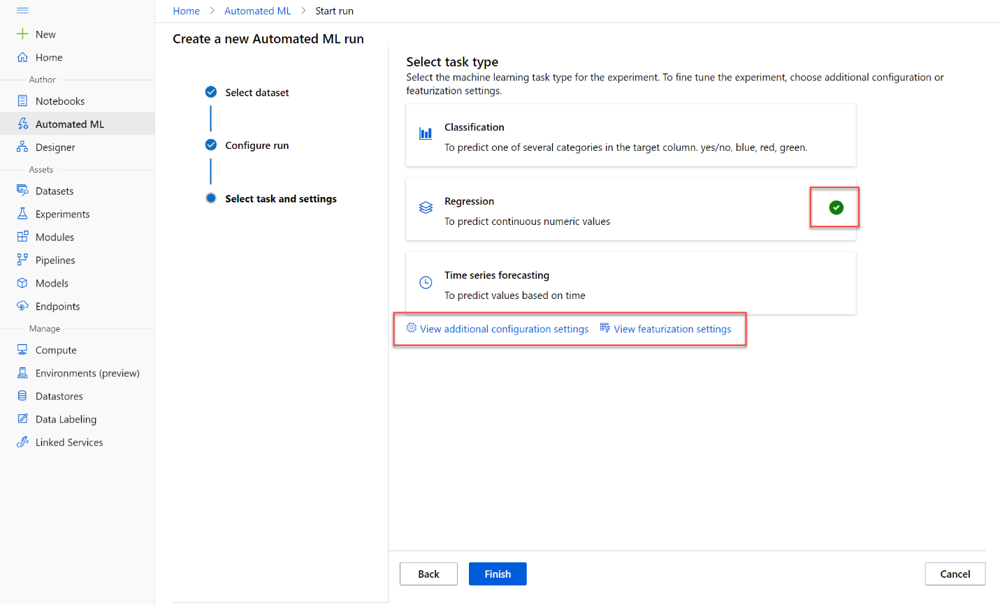 Home > Automated ML > Start run
New
Home
Author
Notebooks
Automated ML
Designer
Assets
Datasets
Experiments
Modules
Pipelines
Models
Endpoints
Manage
Compute
Environments (preview)
Datastores
Data Labeling
Linked Services
Create a new Automated ML run
Select dataset
Configure run
Select task and settings
Select task type
Select the machine learning task type for the experiment. To fine tune the experiment, choose additional configuration or
featurization settings.
Classification
To predict one of several categories in the target column. yes/no, blue, red, green.
Regression
To predict continuous numeric values
Time series forecasting
To predict values based on time
View additional configuration settings View featurization settings
Back Finish Cancel